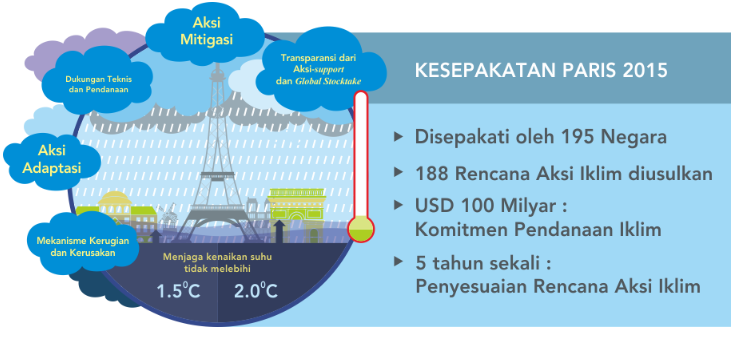 Aksi
Mitigasi
Transparansi dari
Aksi-support
dan Global Stocktake
Dukungan Teknis
dan Pendanaan
Aksi
Adaptasi
Mekanisme Kerugian
dan Kerusakan
Menjaga kenaikan suhu
tidak melebihi
1.5⁰C 2.0⁰C
KESEPAKATAN PARIS 2015
Disepakati oleh 195 Negara
188 Rencana Aksi Iklim diusulkan
USD 100 Milyar :
Komitmen Pendanaan Iklim
5 tahun sekali :
Penyesuaian Rencana Aksi Iklim